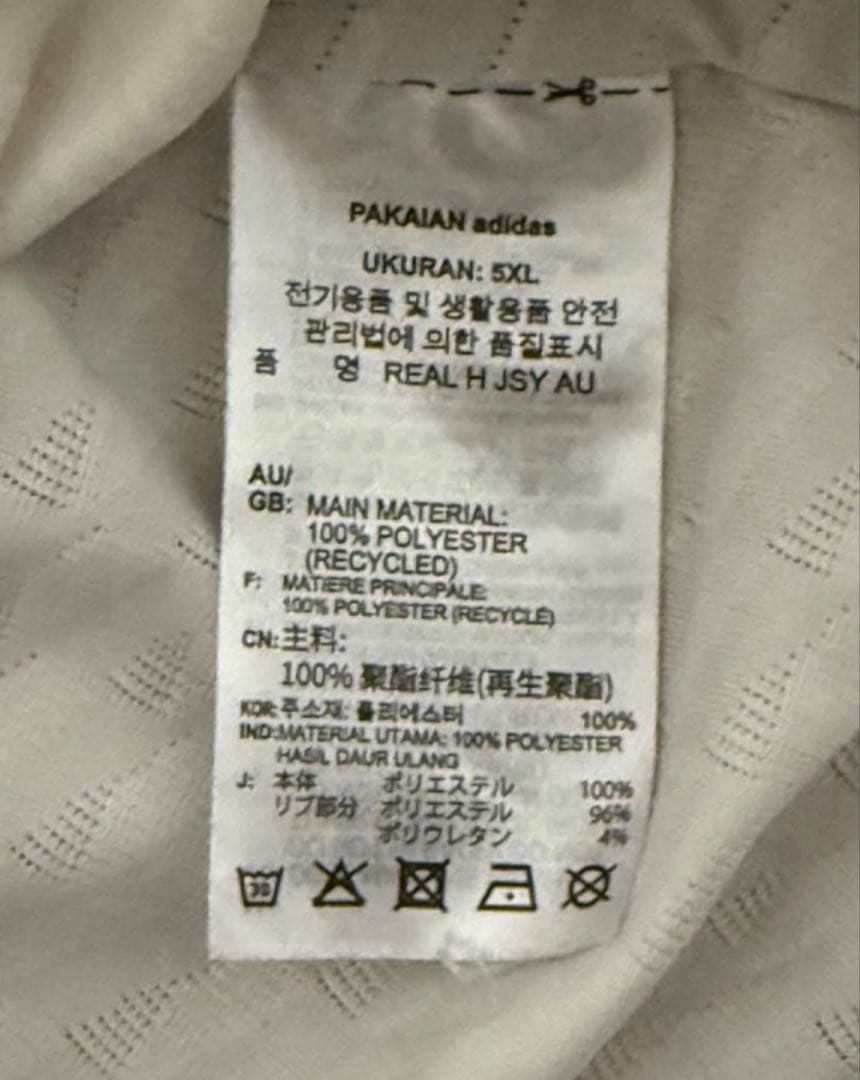 PAKAIAN adidas
UKURAN: 5XL
전기용품 및 생활용품 안전
관리법에 의한 품질표시
품 명 REAL H JSY AU
AU/
GB: MAIN MATERIAL:
100% POLYESTER
(RECYCLED)
F: MATIERE PRINCIPALE:
100% POLYESTER (RECYCLÉ)
CN:主料:
100% 聚酯纤维(再生聚酯)
KOR:주소재: 폴리에스터 100%
IND:MATERIAL UTAMA: 100% POLYESTER
HASIL DAUR ULANG
J: 本体 ポリエステル 100%
リブ部分 ポリエステル 96%
ポリウレタン 4%
30